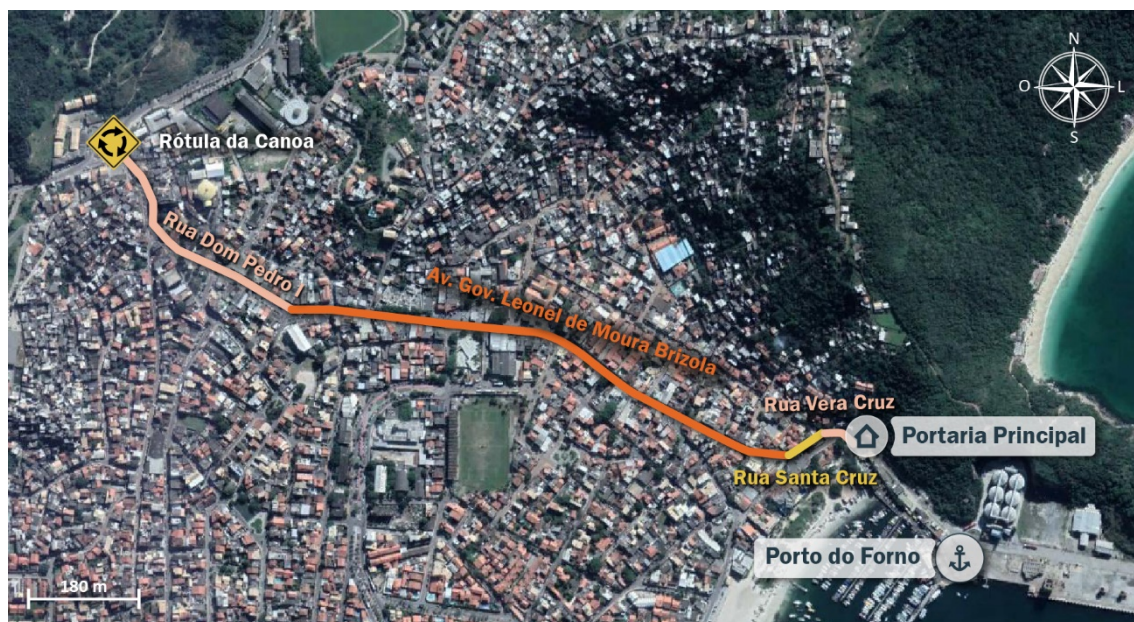 N
O
L
S
Rótula da Canoa
Rua Dom Pedro I
Av. Gov. Leonel de Moura Brizola
Rua Vera Cruz
Portaria Principal
Rua Santa Cruz
Porto do Forno
180 m